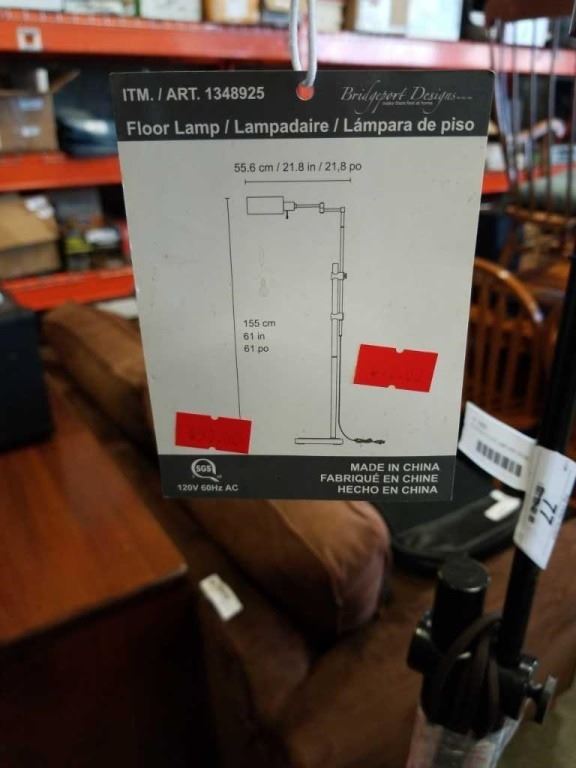 ITM. / ART. 1348925
Bridgeport Designs
Floor Lamp / Lampadaire / Lámpara de piso
55.6 cm / 21.8 in / 21,8 po
155 cm
61 in
61 po
SGS
120V 60Hz AC
MADE IN CHINA
FABRIQUÉ EN CHINE
HECHO EN CHINA
77